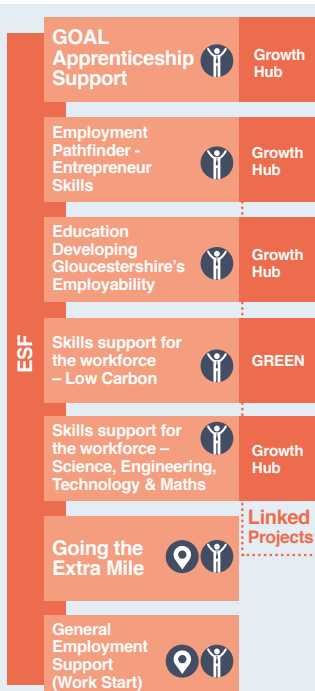 ESF
GOAL
Apprenticeship
Support
Growth
Hub
Employment
Pathfinder -
Entrepreneur
Skills
Growth
Hub
Education
Developing
Gloucestershire's
Employability
Growth
Hub
Skills support for
the workforce
– Low Carbon
GREEN
Skills support for
the workforce –
Science, Engineering,
Technology & Maths
Growth
Hub
Linked
Projects
Going the
Extra Mile
General
Employment
Support
(Work Start)